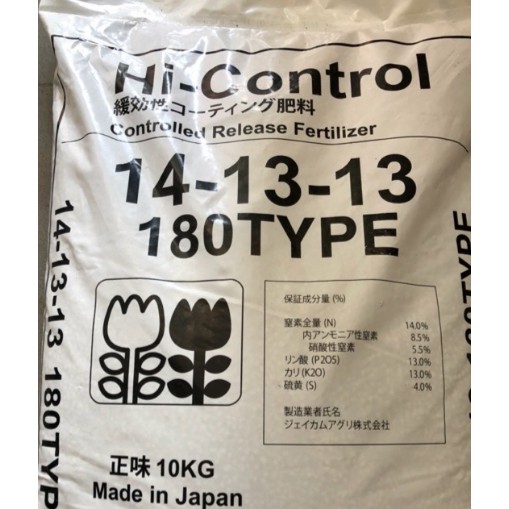 Hi-Control
緩効性コーティング肥料
Controlled Release Fertilizer
14-13-13
180TYPE
14-13-13 180TYP
保証成分量 (%)
窒素全量 (N) 14.0%
内アンモニア性窒素 8.5%
硝酸性窒素 5.5%
リン酸 (P2O5) 13.0%
カリ(K2O) 13.0%
硫黄 (S) 4.0%
製造業者氏名
ジェイカムアグリ株式会社
正味 10KG
Made in Japan
180TYPE